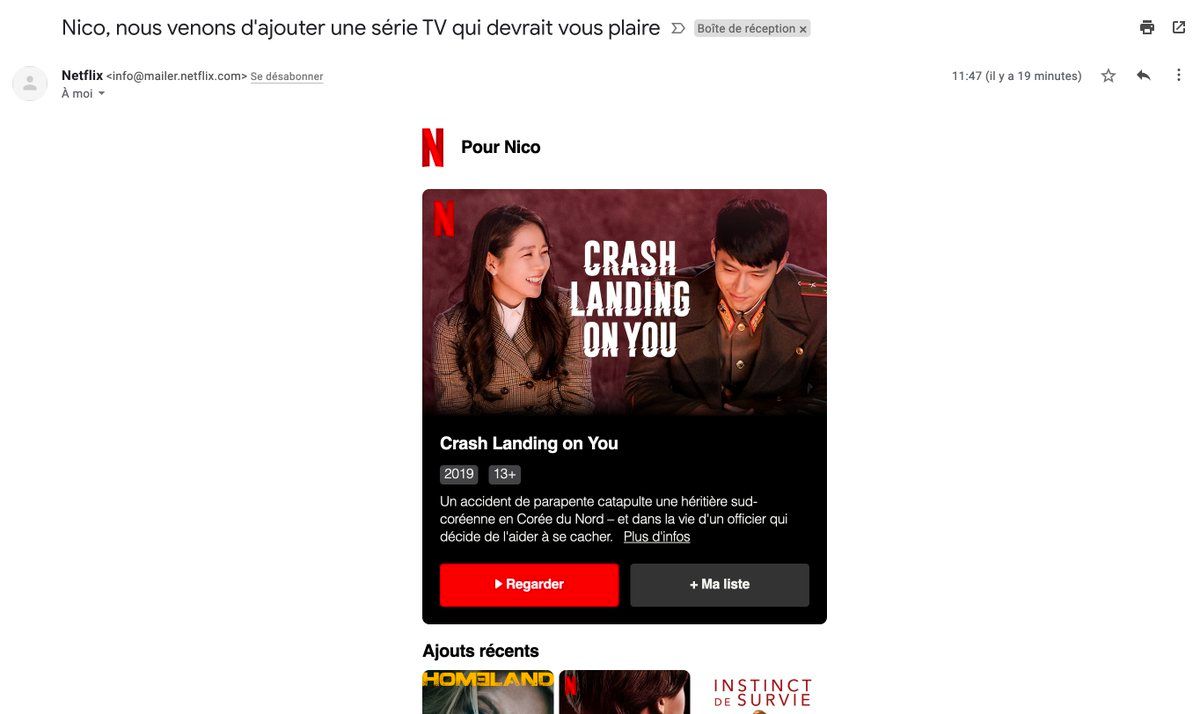 Nico, nous venons d'ajouter une série TV qui devrait vous plaire
Boîte de réception x
Netflix <info@mailer.netflix.com> Se désabonner
11:47 (il y a 19 minutes)
À moi
N Pour Nico
N
CRASH
LANDING
ON YOU
Crash Landing on You
2019 13+
Un accident de parapente catapulte une héritière sud-
coréenne en Corée du Nord – et dans la vie d'un officier qui
décide de l'aider à se cacher. Plus d'infos
Regarder
+ Ma liste
Ajouts récents
HOMELAND
N
INSTINCT
DE SURVIE